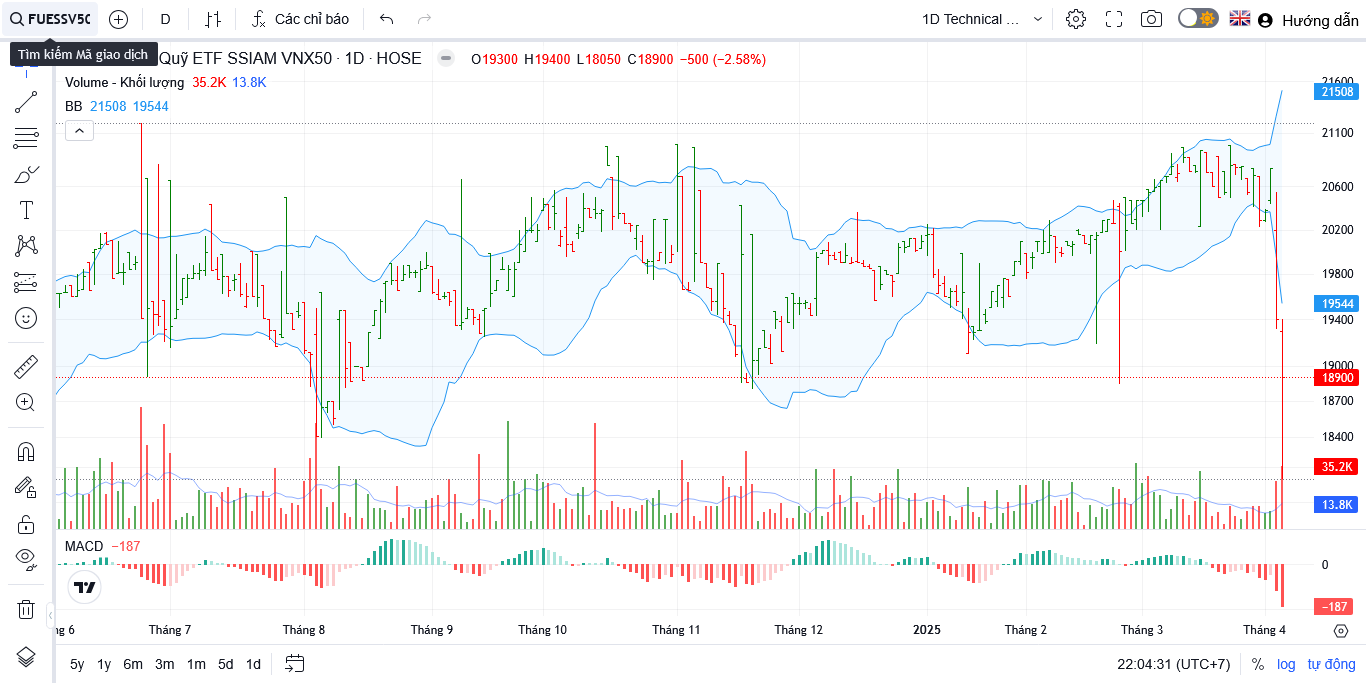 FUESSV50
D
Các chỉ báo
1D Technical ...
Hướng dẫn
Tìm kiếm Mã giao dịch
Quỹ ETF SSIAM VNX50 · 1D · HOSE
O19300 H19400 L18050 C18900 −500 (−2.58%)
Volume - Khối lượng 35.2K 13.8K
BB 21508 19544
21600
21508
21100
20600
20200
19800
19544
19400
19000
18900
18700
18400
35.2K
13.8K
MACD −187
0
−187
ng 6 Tháng 7 Tháng 8 Tháng 9 Tháng 10 Tháng 11 Tháng 12 2025 Tháng 2 Tháng 3 Tháng 4
5y 1y 6m 3m 1m 5d 1d
22:04:31 (UTC+7) % log tự động